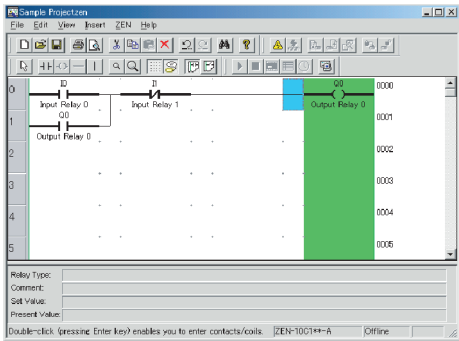 Sample Projectzen
File Edit View Insert ZEN Help
0 I0 I1 Q0 0000
Input Relay 0 Input Relay 1 Output Relay 0
1 Q0 0001
Output Relay 0
2 0002
3 0003
4 0004
5 0005
Relay Type:
Comment:
Set Value:
Present Value:
Double-click (pressing Enter key) enables you to enter contacts/coils. ZEN-10C1**-A Offline